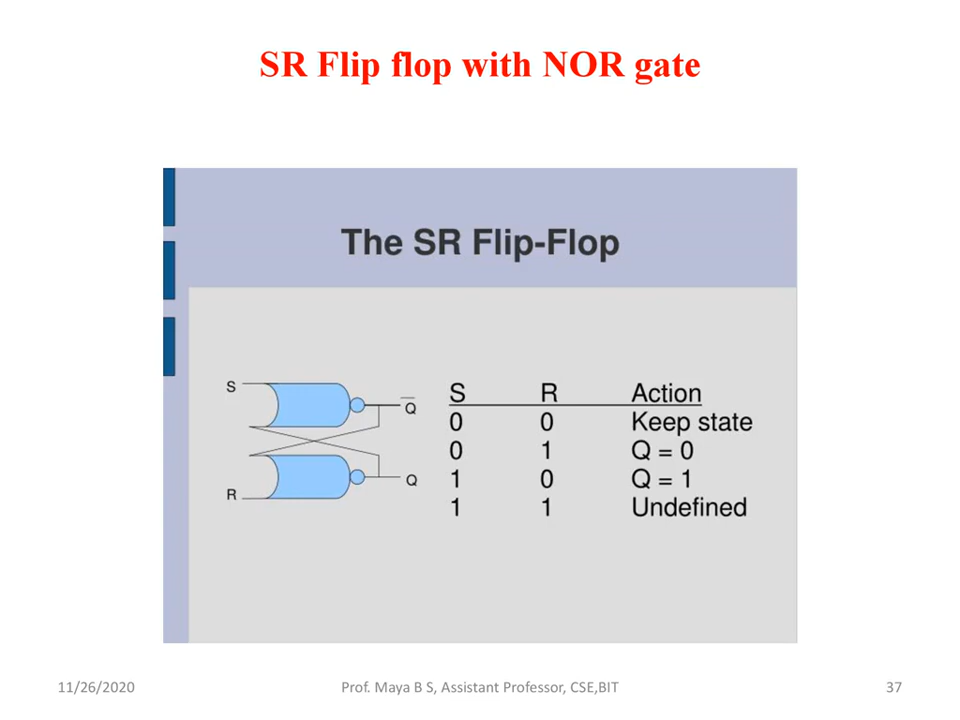 SR Flip flop with NOR gate
The SR Flip-Flop
S
Q
R
Q
S R Action
0 0 Keep state
0 1 Q = 0
1 0 Q = 1
1 1 Undefined
11/26/2020 Prof. Maya B S, Assistant Professor, CSE,BIT 37